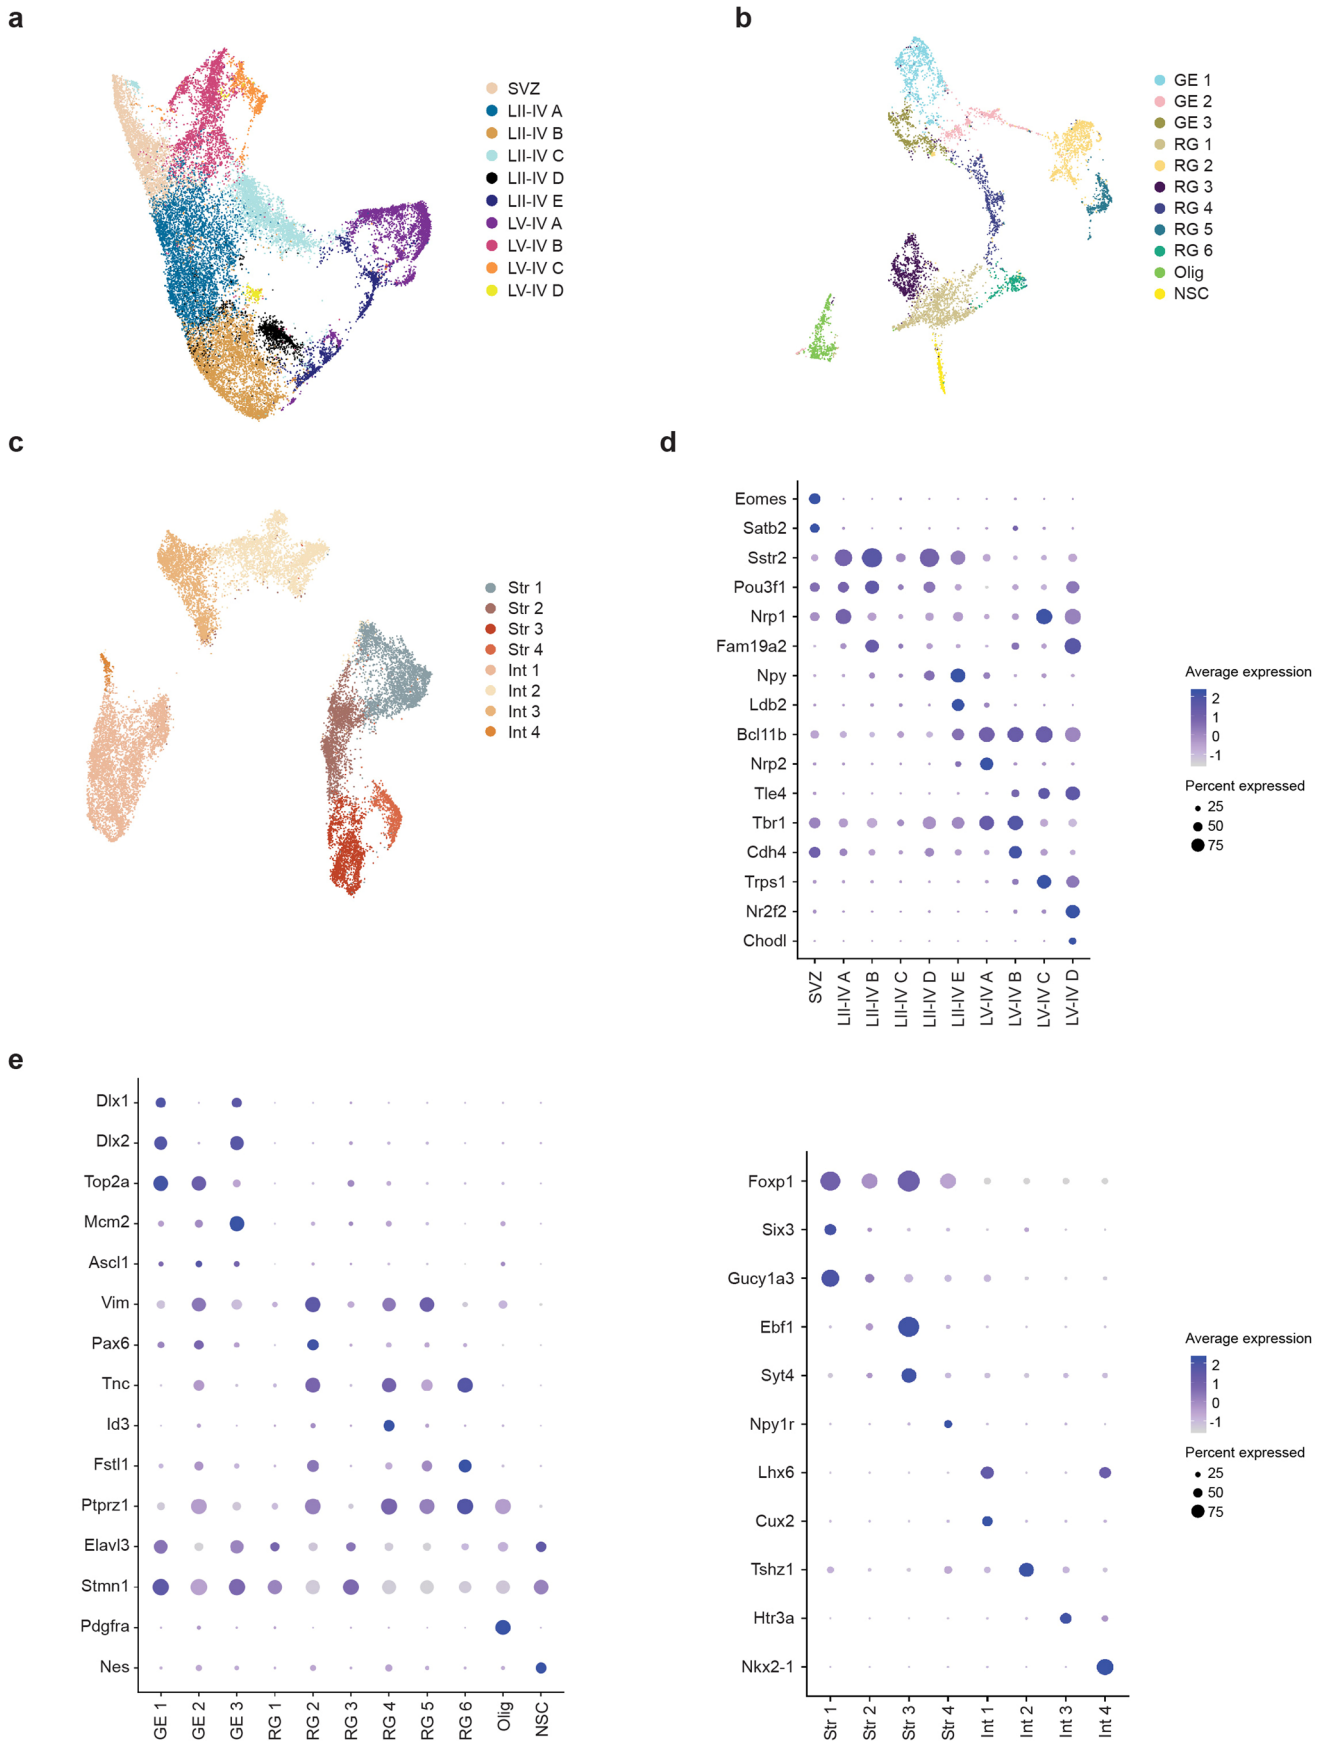 a
SVZ
LII-IV A
LII-IV B
LII-IV C
LII-IV D
LII-IV E
LV-IV A
LV-IV B
LV-IV C
LV-IV D
b
GE 1
GE 2
GE 3
RG 1
RG 2
RG 3
RG 4
RG 5
RG 6
Olig
NSC
c
Str 1
Str 2
Str 3
Str 4
Int 1
Int 2
Int 3
Int 4
d
Eomes
Satb2
Sstr2
Pou3f1
Nrp1
Fam19a2
Npy
Ldb2
Bcl11b
Nrp2
Tle4
Tbr1
Cdh4
Trps1
Nr2f2
Chodl
SVZ
LII-IV A
LII-IV B
LII-IV C
LII-IV D
LII-IV E
LV-IV A
LV-IV B
LV-IV C
LV-IV D
Average expression
2
1
0
-1
Percent expressed
25
50
75
e
Dlx1
Dlx2
Top2a
Mcm2
Ascl1
Vim
Pax6
Tnc
Id3
Fstl1
Ptprz1
Elavl3
Stmn1
Pdgfra
Nes
GE 1
GE 2
GE 3
RG 1
RG 2
RG 3
RG 4
RG 5
RG 6
Olig
NSC
Foxp1
Six3
Gucy1a3
Ebf1
Syt4
Npy1r
Lhx6
Cux2
Tshz1
Htr3a
Nkx2-1
Str 1
Str 2
Str 3
Str 4
Int 1
Int 2
Int 3
Int 4
Average expression
2
1
0
-1
Percent expressed
25
50
75